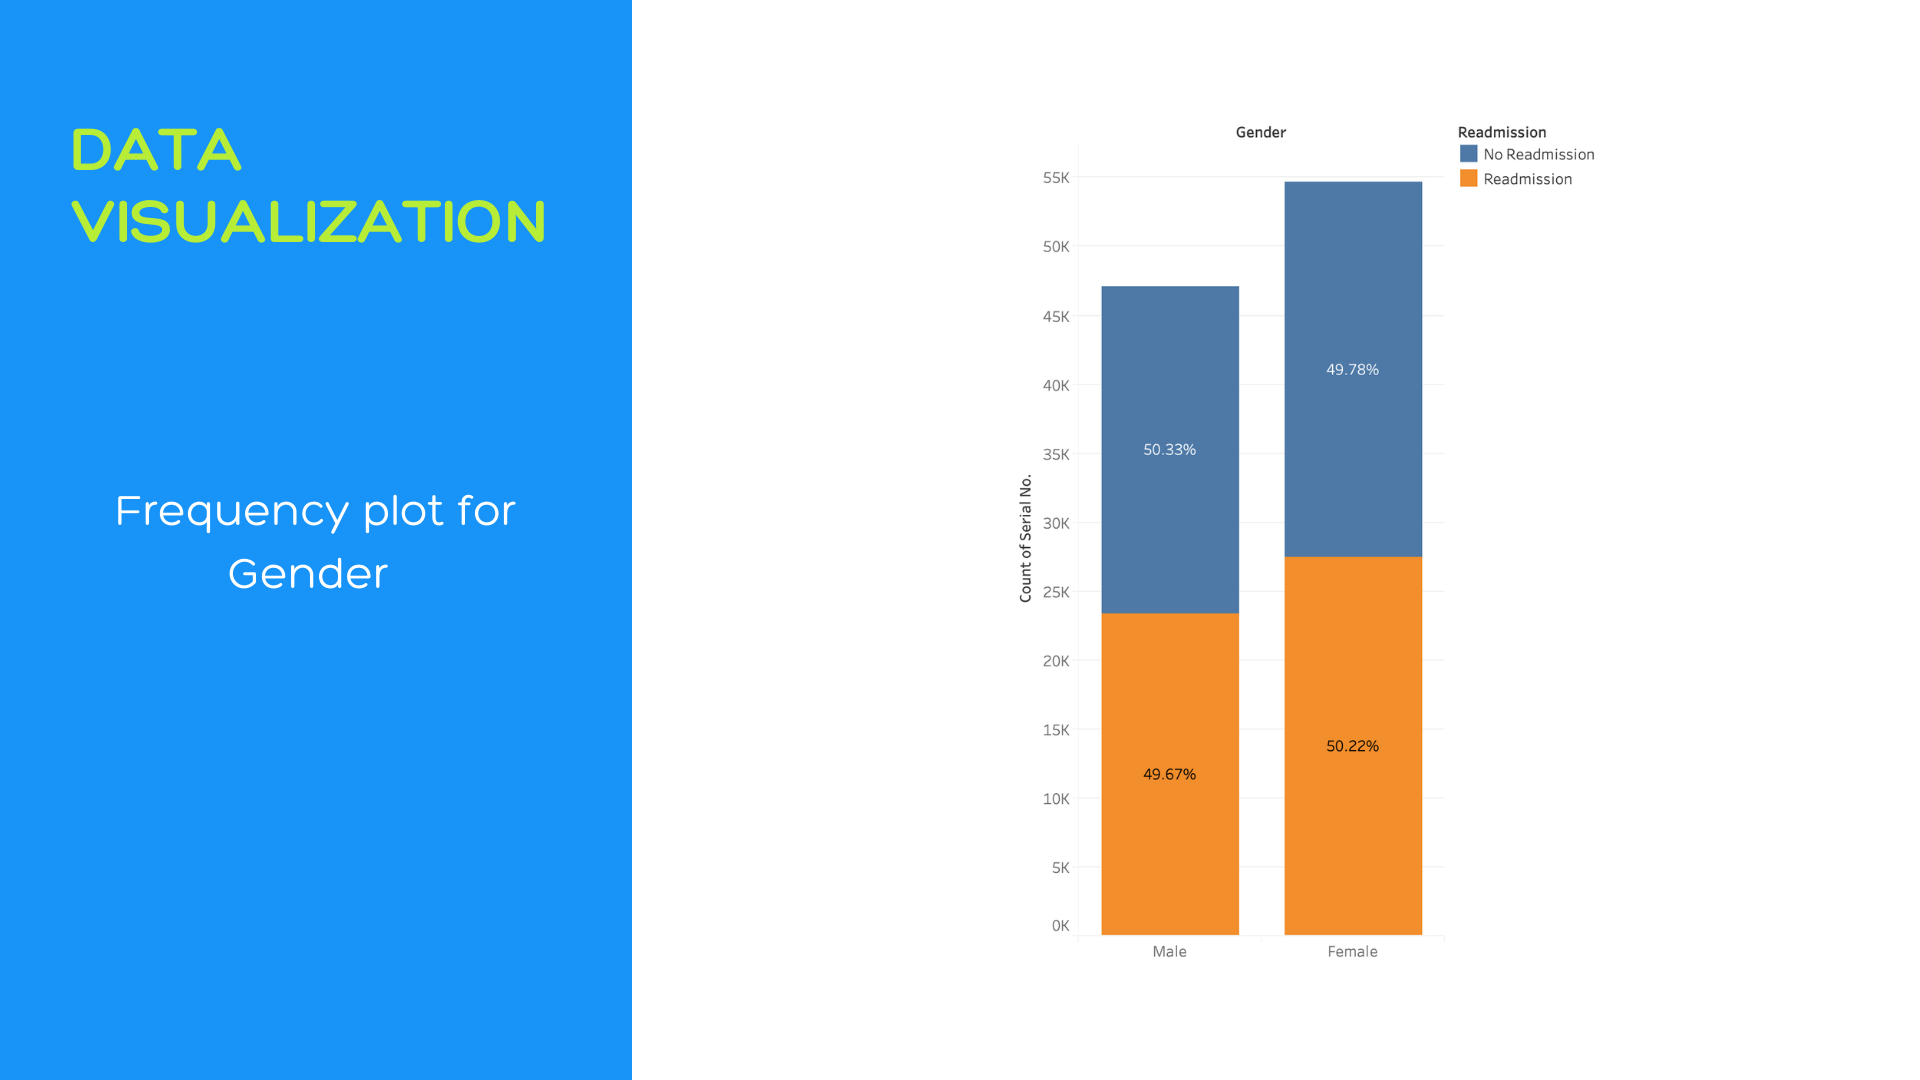 DATA
VISUALIZATION
Frequency plot for
Gender
Gender
Readmission
No Readmission
Readmission
Count of Serial No.
55K
50K
45K
40K
35K
30K
25K
20K
15K
10K
5K
0K
50.33%
49.67%
49.78%
50.22%
Male
Female